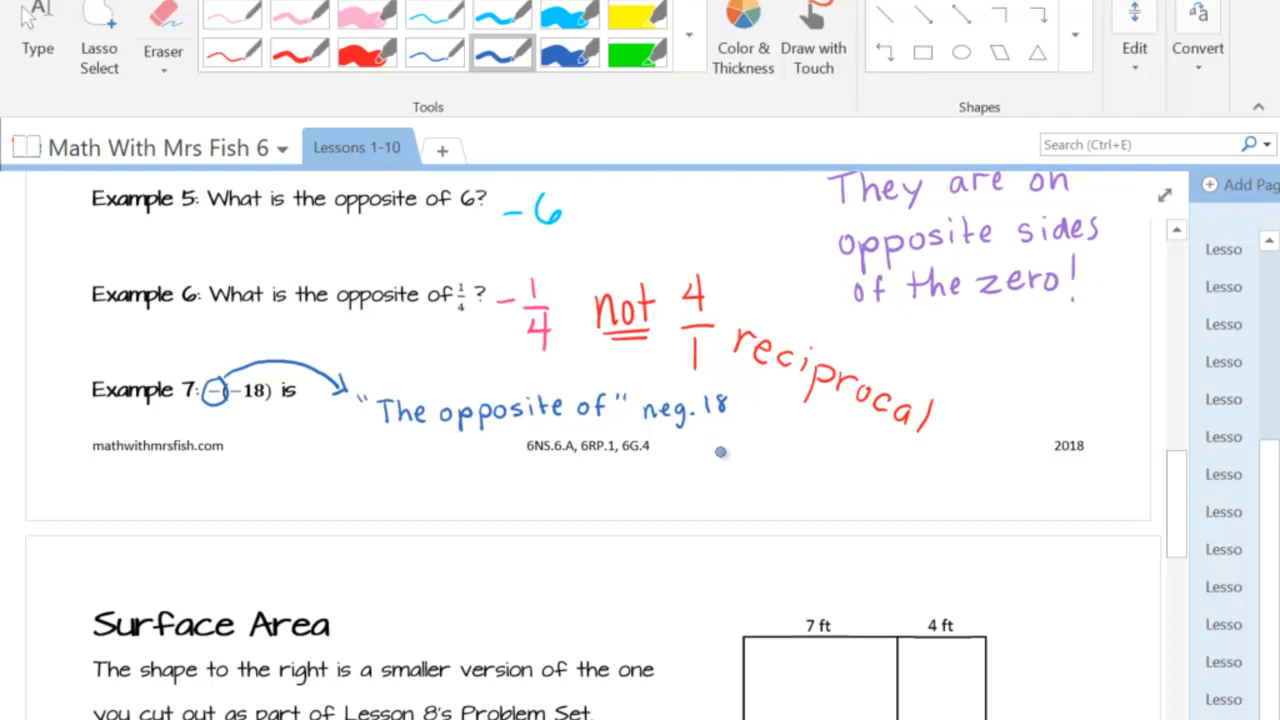 Type
Lasso Select
Eraser
Color & Thickness
Draw with Touch
Edit
Convert
Tools
Shapes
Math With Mrs Fish 6
Lessons 1-10
+
Search (Ctrl+E)
Add Pag
Example 5: What is the opposite of 6? -6
They are on
opposite sides
of the zero!
Example 6: What is the opposite of 1/4 ? -1/4 not 4/1 reciprocal
Example 7: -(-18) is
"The opposite of" neg. 18
mathwithmrsfish.com
6NS.6.A, 6RP.1, 6G.4
2018
Surface Area
The shape to the right is a smaller version of the one
you cut out as part of Lesson 8's Problem Set.
7 ft
4 ft
Lesso
Lesso
Lesso
Lesso
Lesso
Lesso
Lesso
Lesso
Lesso
Lesso
Lesso
Lesso
Lesso